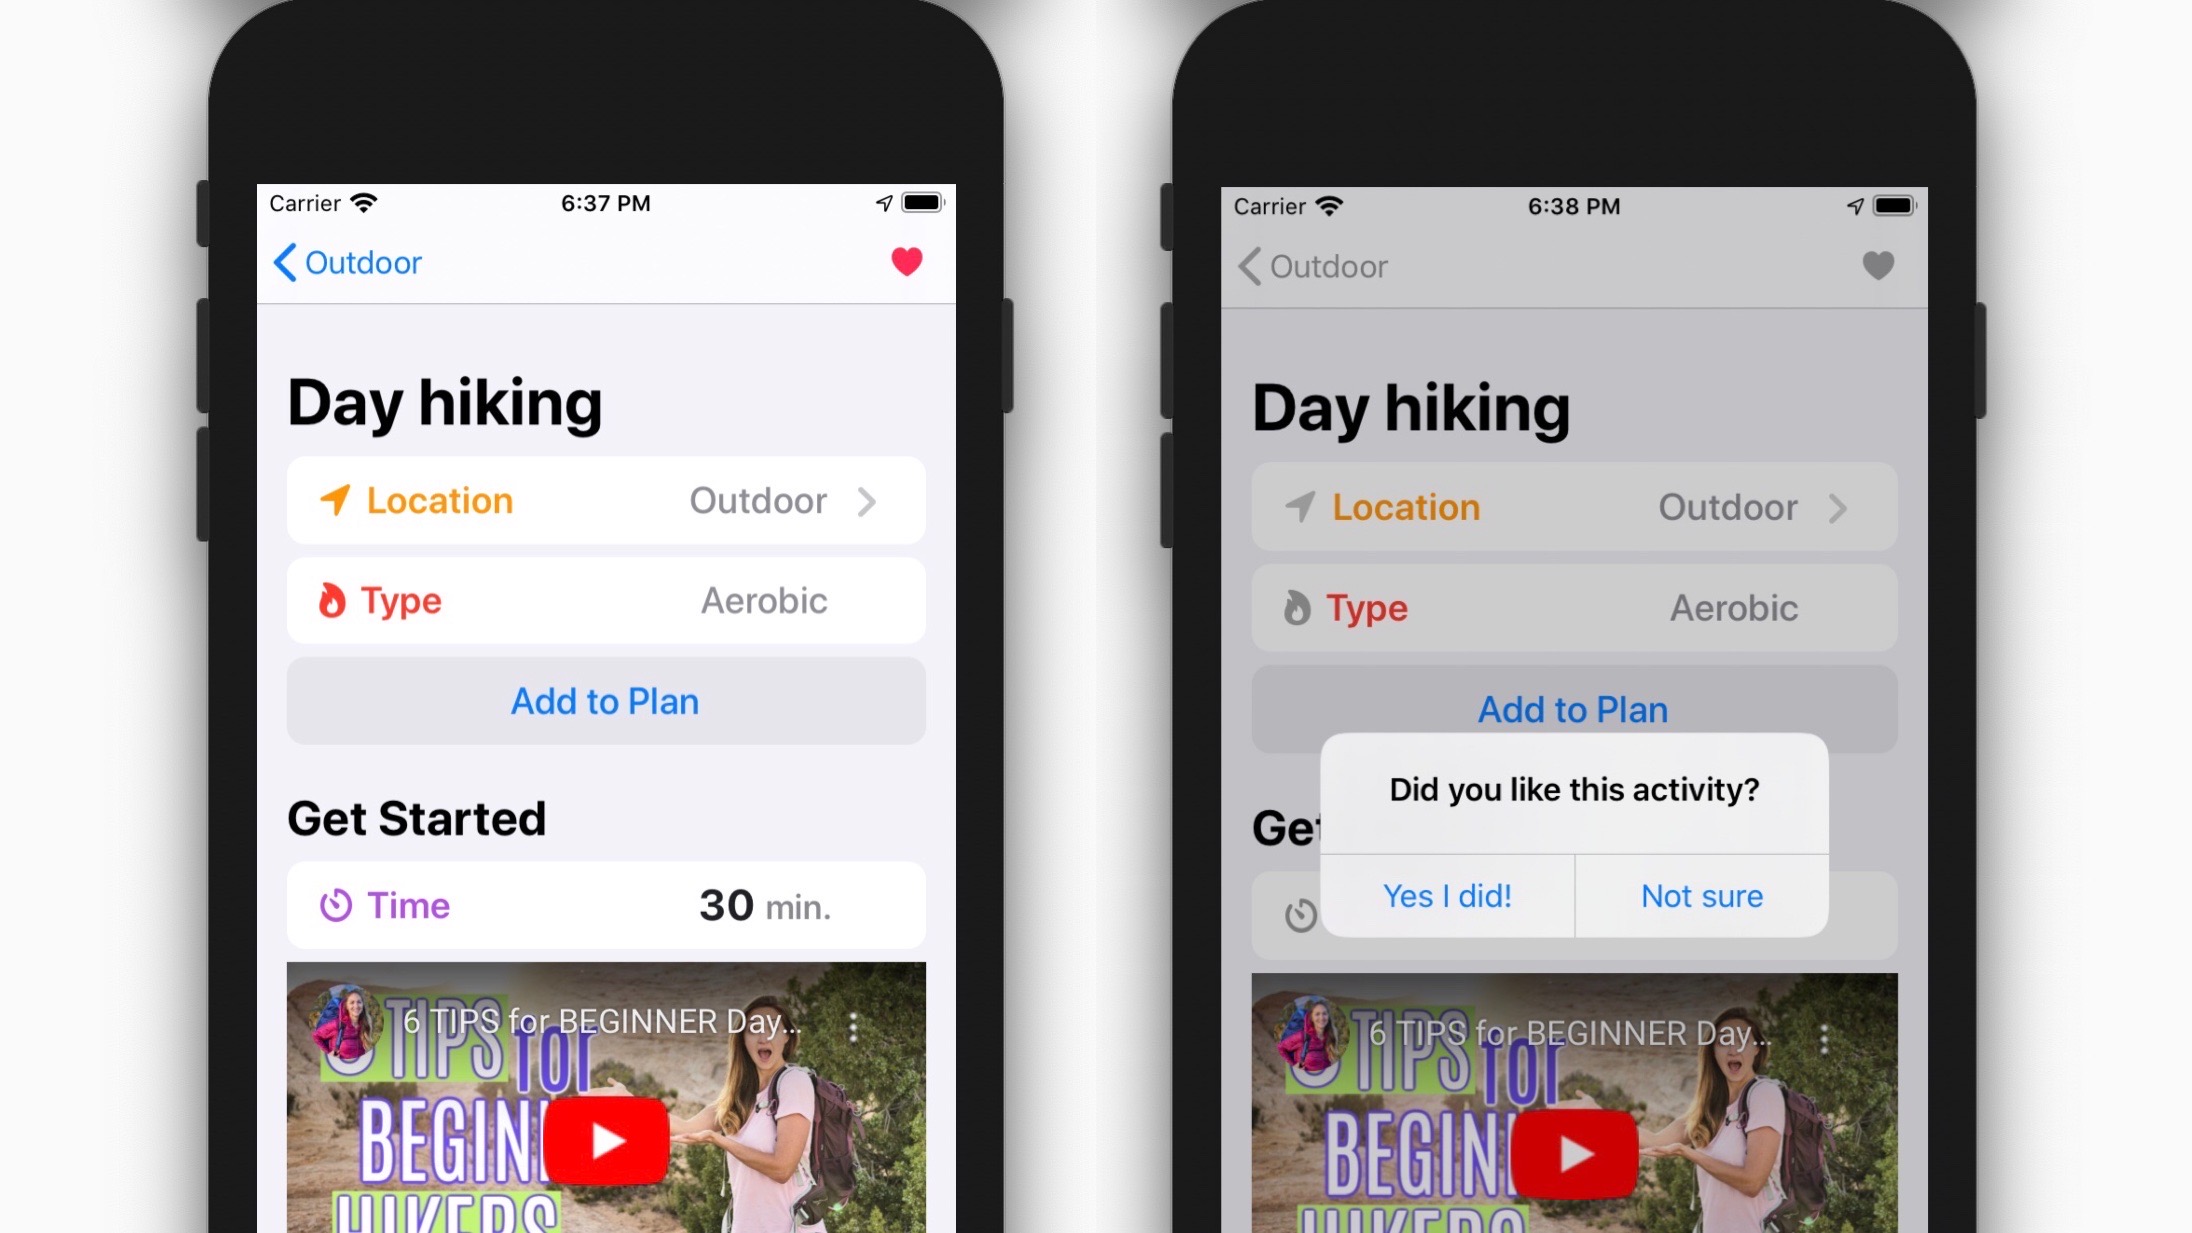 Carrier
6:37 PM
Outdoor
Day hiking
Location
Outdoor
Type
Aerobic
Add to Plan
Get Started
Time
30 min.
6 TIPS for BEGINNER Day...
TIPS for
BEGIN
HIKERS
Carrier
6:38 PM
Outdoor
Day hiking
Location
Outdoor
Type
Aerobic
Add to Plan
Did you like this activity?
Get
Yes I did!
Not sure
6 TIPS for BEGINNER Day...
TIPS for
BEGIN
HIKERS